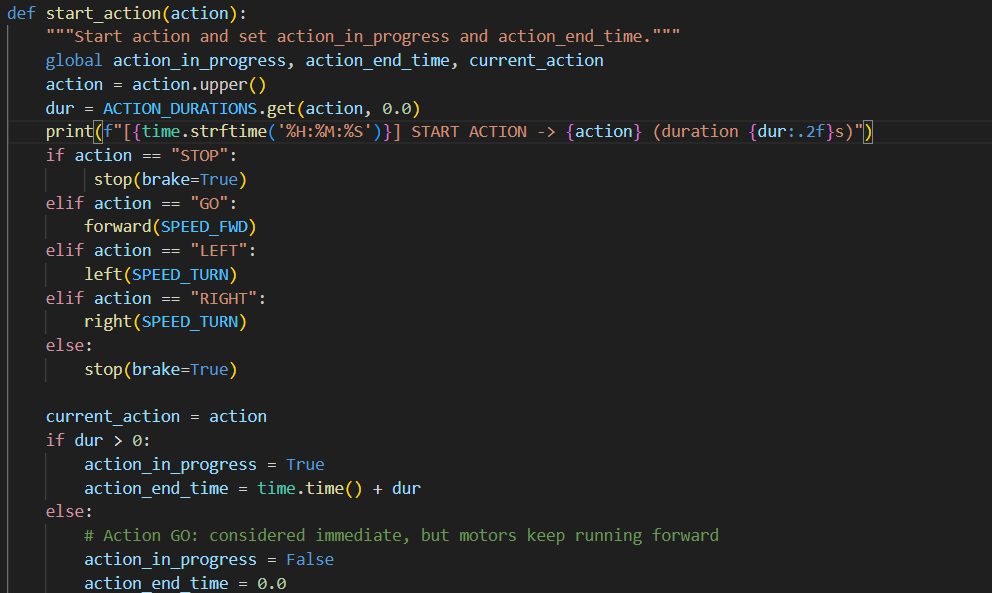 def start_action(action):
    """Start action and set action_in_progress and action_end_time."""
    global action_in_progress, action_end_time, current_action
    action = action.upper()
    dur = ACTION_DURATIONS.get(action, 0.0)
    print(f"[{time.strftime('%H:%M:%S')}] START ACTION -> {action} (duration {dur:.2f}s)")
    if action == "STOP":
         stop(brake=True)
    elif action == "GO":
        forward(SPEED_FWD)
    elif action == "LEFT":
        left(SPEED_TURN)
    elif action == "RIGHT":
        right(SPEED_TURN)
    else:
        stop(brake=True)

    current_action = action
    if dur > 0:
        action_in_progress = True
        action_end_time = time.time() + dur
    else:
        # Action GO: considered immediate, but motors keep running forward
        action_in_progress = False
        action_end_time = 0.0